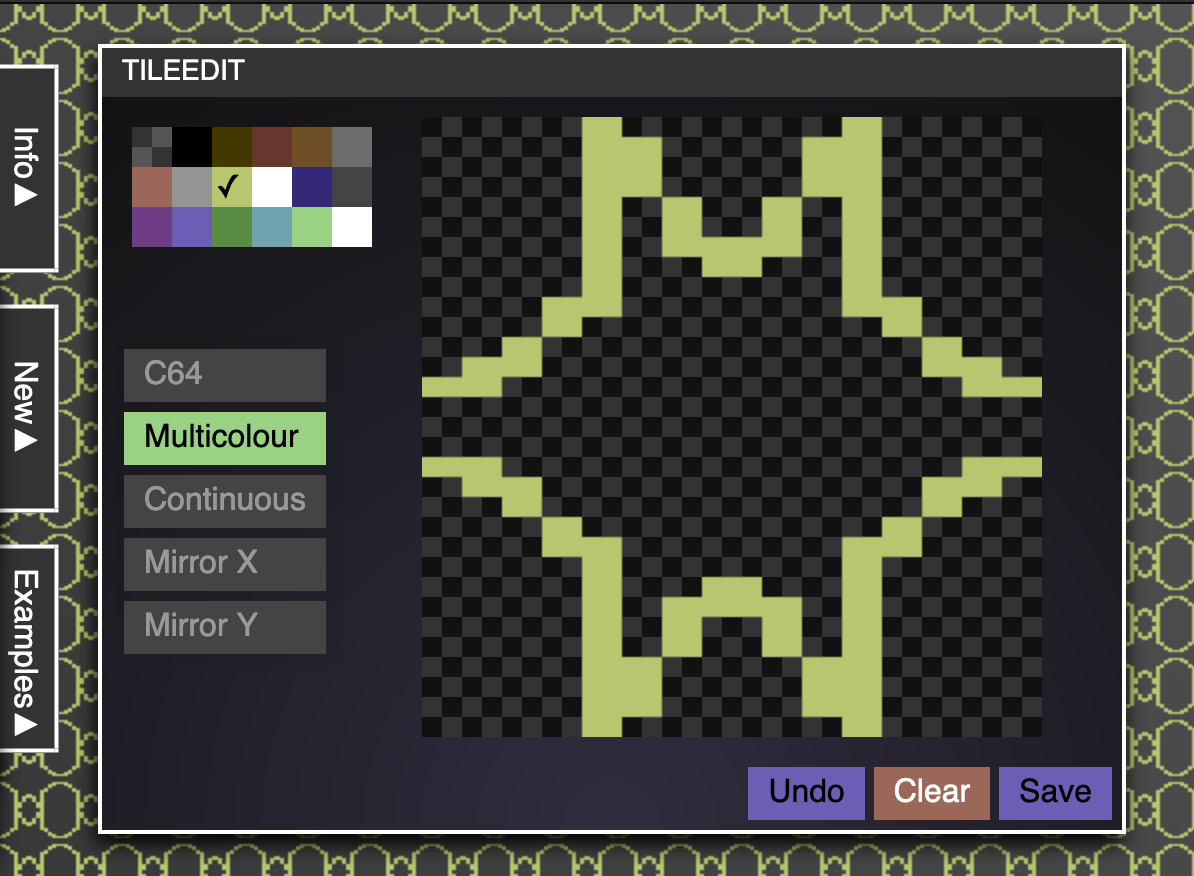 TILEEDIT
Info▲
New▲
Examples▲
✓
C64
Multicolour
Continuous
Mirror X
Mirror Y
Undo
Clear
Save